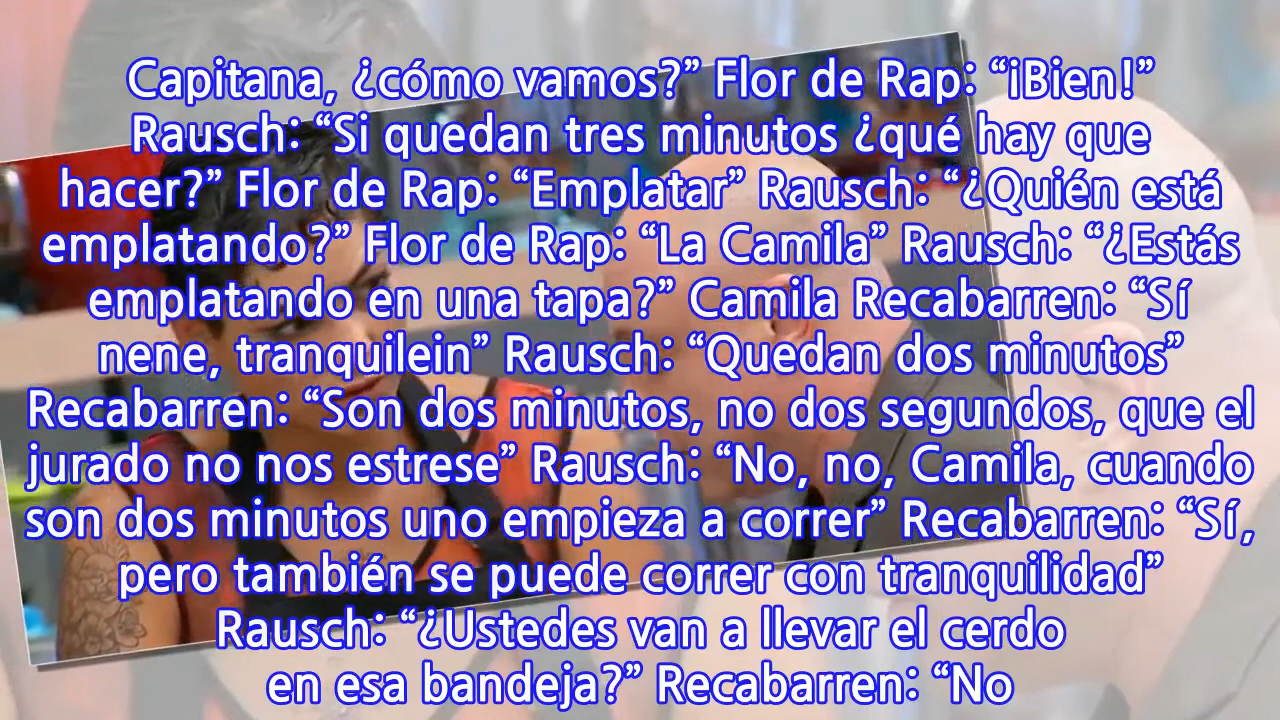 Capitana, ¿cómo vamos?” Flor de Rap: “¡Bien!”
Rausch: “Si quedan tres minutos ¿qué hay que
hacer?” Flor de Rap: “Emplatar” Rausch: “¿Quién está
emplatando?” Flor de Rap: “La Camila” Rausch: “¿Estás
emplatando en una tapa?” Camila Recabarren: “Sí
nene, tranquilein” Rausch: “Quedan dos minutos”
Recabarren: “Son dos minutos, no dos segundos, que el
jurado no nos estrese” Rausch: “No, no, Camila, cuando
son dos minutos uno empieza a correr” Recabarren: “Sí,
pero también se puede correr con tranquilidad”
Rausch: “¿Ustedes van a llevar el cerdo
en esa bandeja?” Recabarren: “No